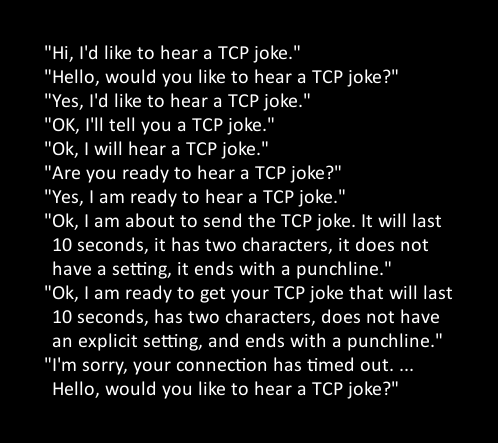 "Hi, I'd like to hear a TCP joke."
"Hello, would you like to hear a TCP joke?"
"Yes, I'd like to hear a TCP joke."
"OK, I'll tell you a TCP joke."
"Ok, I will hear a TCP joke."
"Are you ready to hear a TCP joke?"
"Yes, I am ready to hear a TCP joke."
"Ok, I am about to send the TCP joke. It will last
10 seconds, it has two characters, it does not
have a setting, it ends with a punchline."
"Ok, I am ready to get your TCP joke that will last
10 seconds, has two characters, does not have
an explicit setting, and ends with a punchline."
"I'm sorry, your connection has timed out. ...
Hello, would you like to hear a TCP joke?"